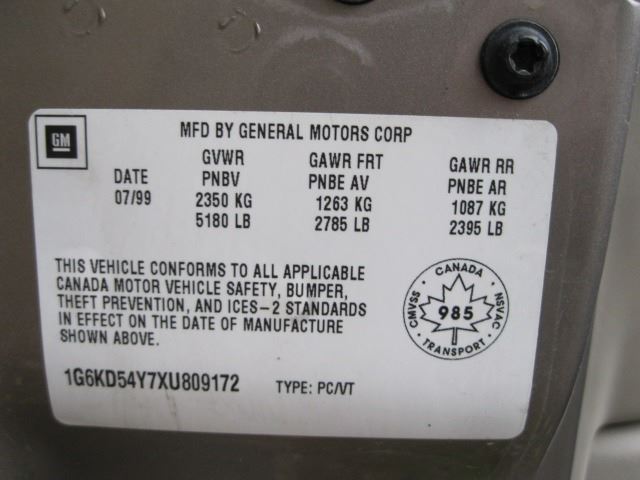 GM
MFD BY GENERAL MOTORS CORP
DATE
07/99
GVWR
PNBV
2350 KG
5180 LB
GAWR FRT
PNBE AV
1263 KG
2785 LB
GAWR RR
PNBE AR
1087 KG
2395 LB
THIS VEHICLE CONFORMS TO ALL APPLICABLE
CANADA MOTOR VEHICLE SAFETY, BUMPER,
THEFT PREVENTION, AND ICES-2 STANDARDS
IN EFFECT ON THE DATE OF MANUFACTURE
SHOWN ABOVE.
CANADA
CMVSS
985
NSVAC
TRANSPORT
1G6KD54Y7XU809172
TYPE: PC/VT